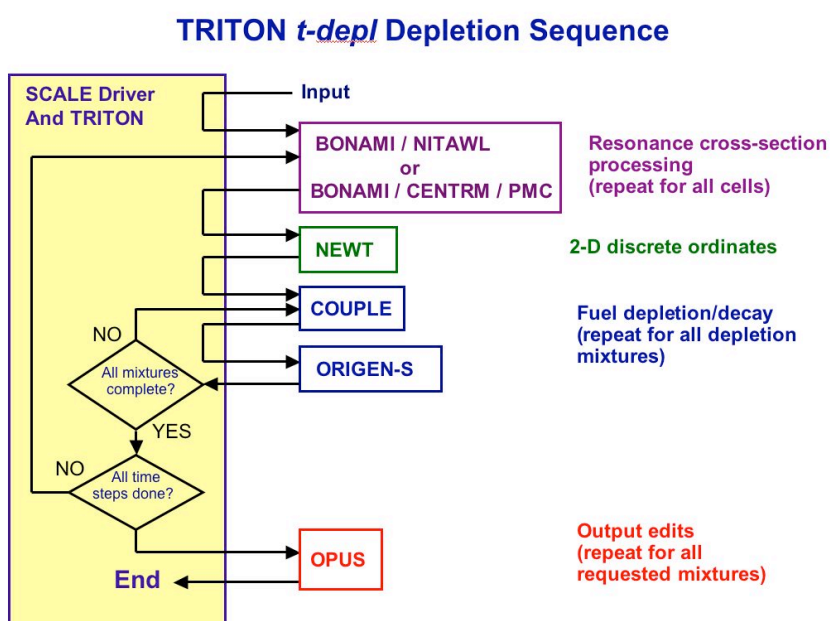 TRITON t-depl Depletion Sequence
SCALE Driver
And TRITON
Input
BONAMI / NITAWL
or
BONAMI / CENTRM / PMC
Resonance cross-section
processing
(repeat for all cells)
NEWT
2-D discrete ordinates
COUPLE
Fuel depletion/decay
(repeat for all depletion
mixtures)
NO
All mixtures
complete?
ORIGEN-S
YES
NO
All time
steps done?
OPUS
Output edits
(repeat for all
requested mixtures)
End